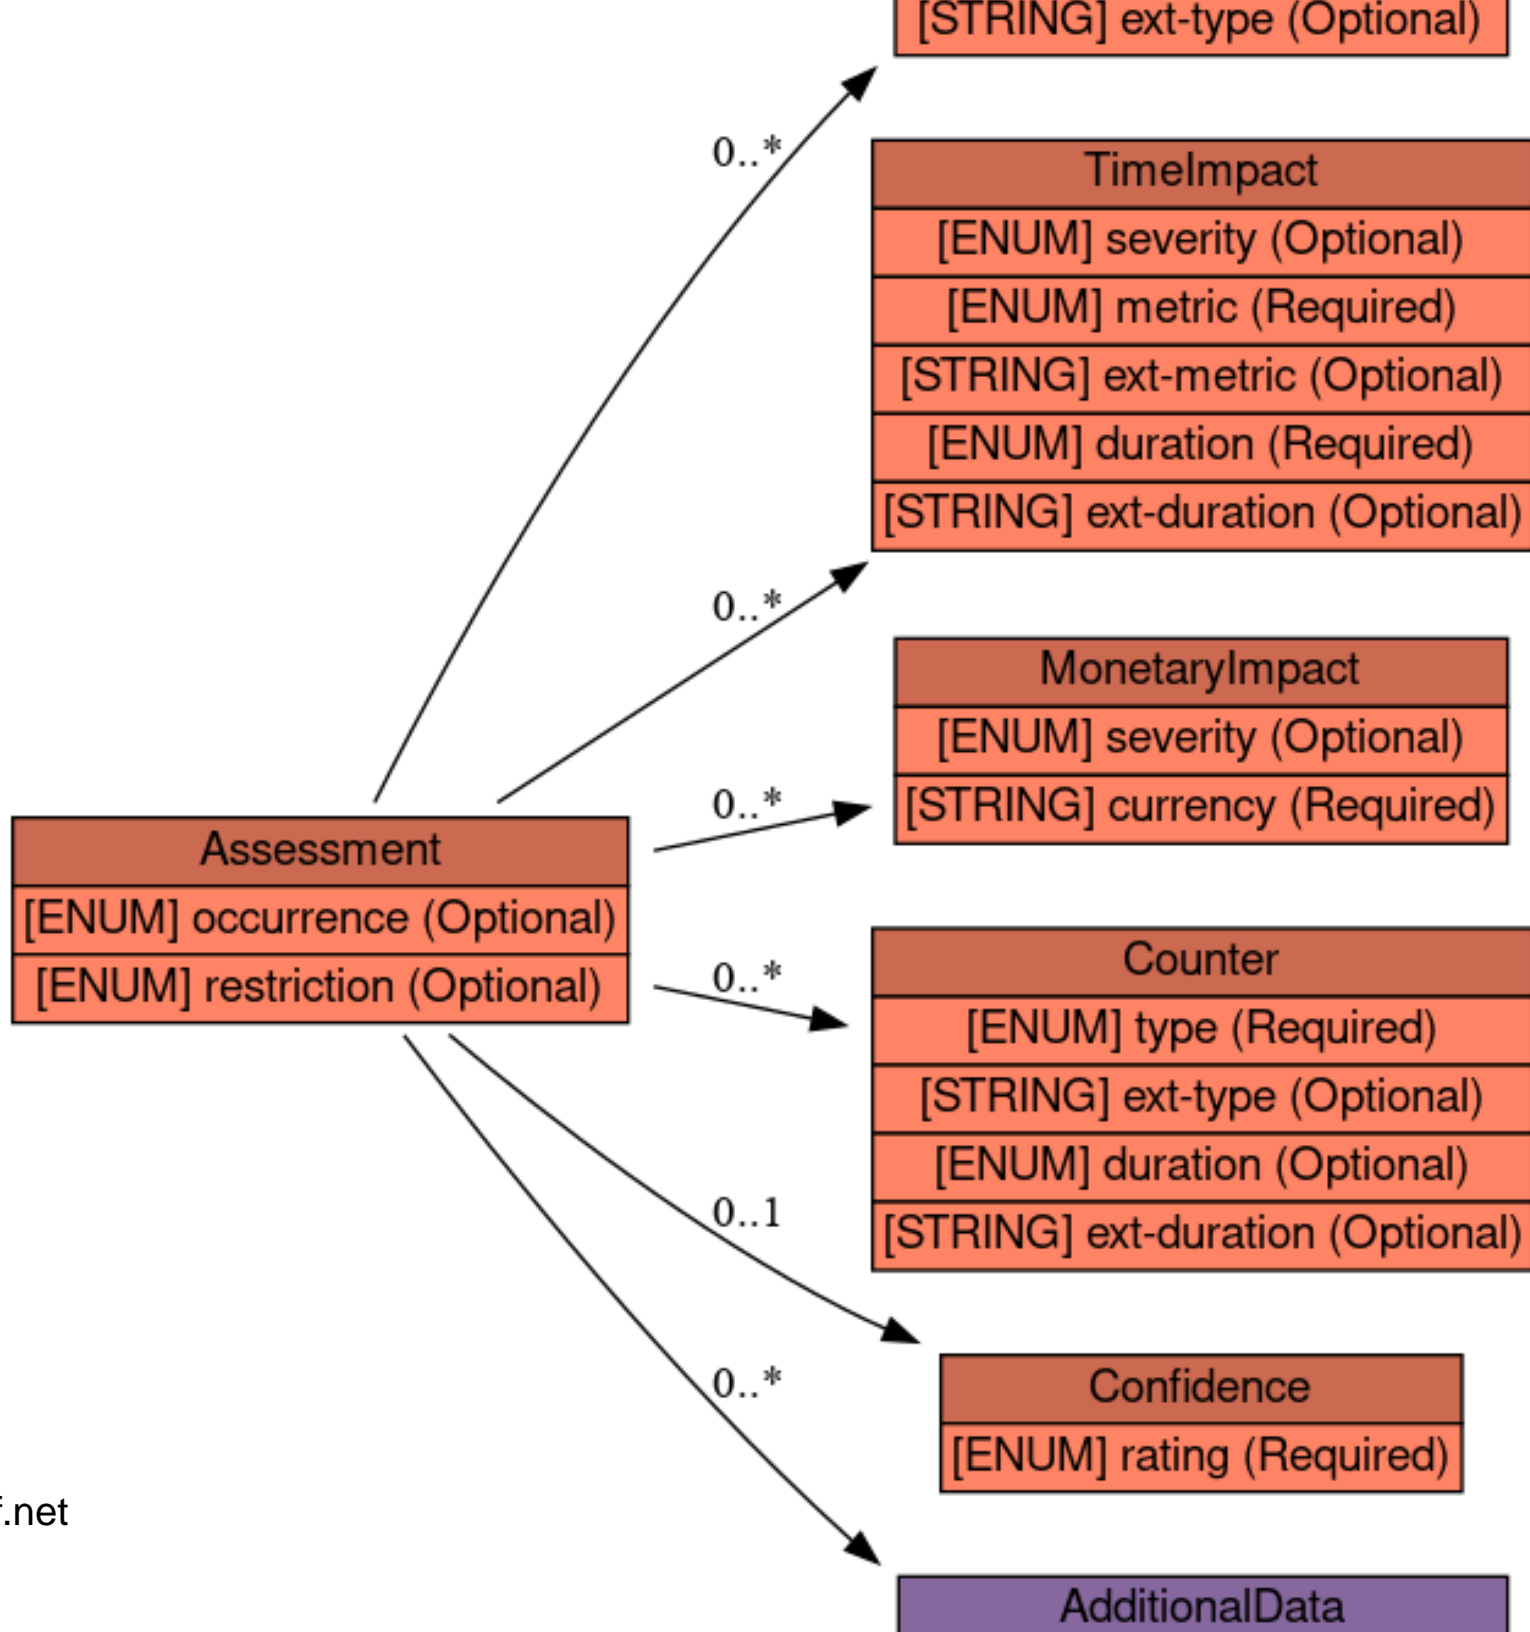 [STRING] ext-type (Optional)
0..*
TimeImpact
[ENUM] severity (Optional)
[ENUM] metric (Required)
[STRING] ext-metric (Optional)
[ENUM] duration (Required)
[STRING] ext-duration (Optional)
0..*
MonetaryImpact
[ENUM] severity (Optional)
[STRING] currency (Required)
0..*
Assessment
[ENUM] occurrence (Optional)
[ENUM] restriction (Optional)
0..*
Counter
[ENUM] type (Required)
[STRING] ext-type (Optional)
[ENUM] duration (Optional)
[STRING] ext-duration (Optional)
0..1
Confidence
[ENUM] rating (Required)
0..*
f.net
AdditionalData